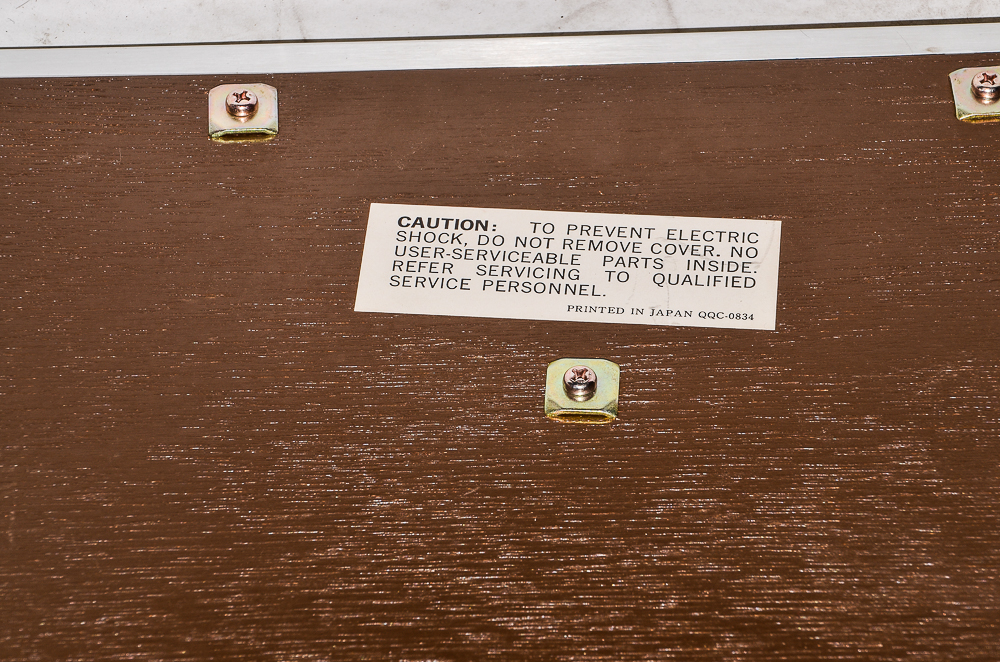 CAUTION: TO PREVENT ELECTRIC
SHOCK, DO NOT REMOVE COVER. NO
USER-SERVICEABLE PARTS INSIDE.
REFER SERVICING TO QUALIFIED
SERVICE PERSONNEL.
PRINTED IN JAPAN QQC-0834